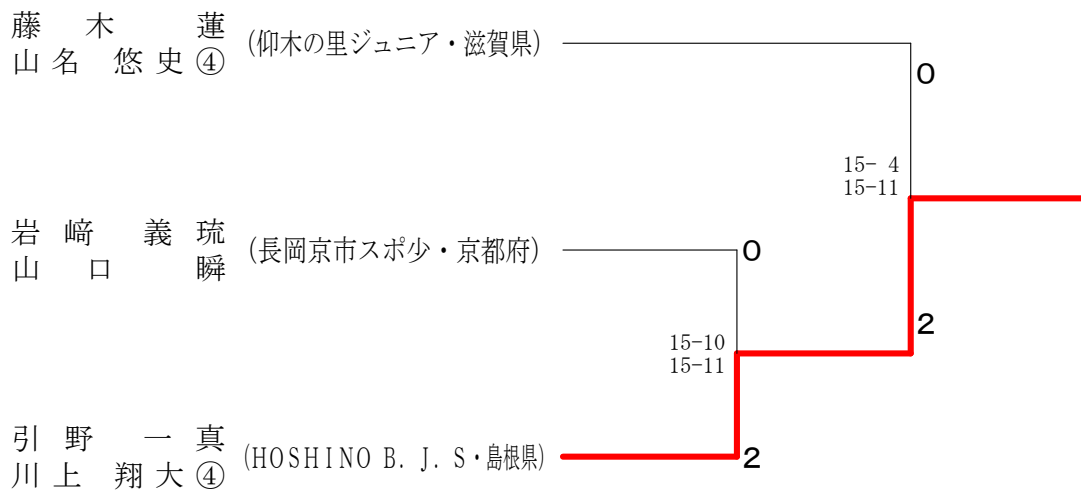 藤木 蓮
山名 悠史④
(仰木の里ジュニア・滋賀県)
0
15- 4
15-11
岩﨑 義琉
山口 瞬
(長岡京市スポ少・京都府)
0
2
15-10
15-11
引野 一真
川上 翔大④
(HOSHINO B. J. S・島根県)
2